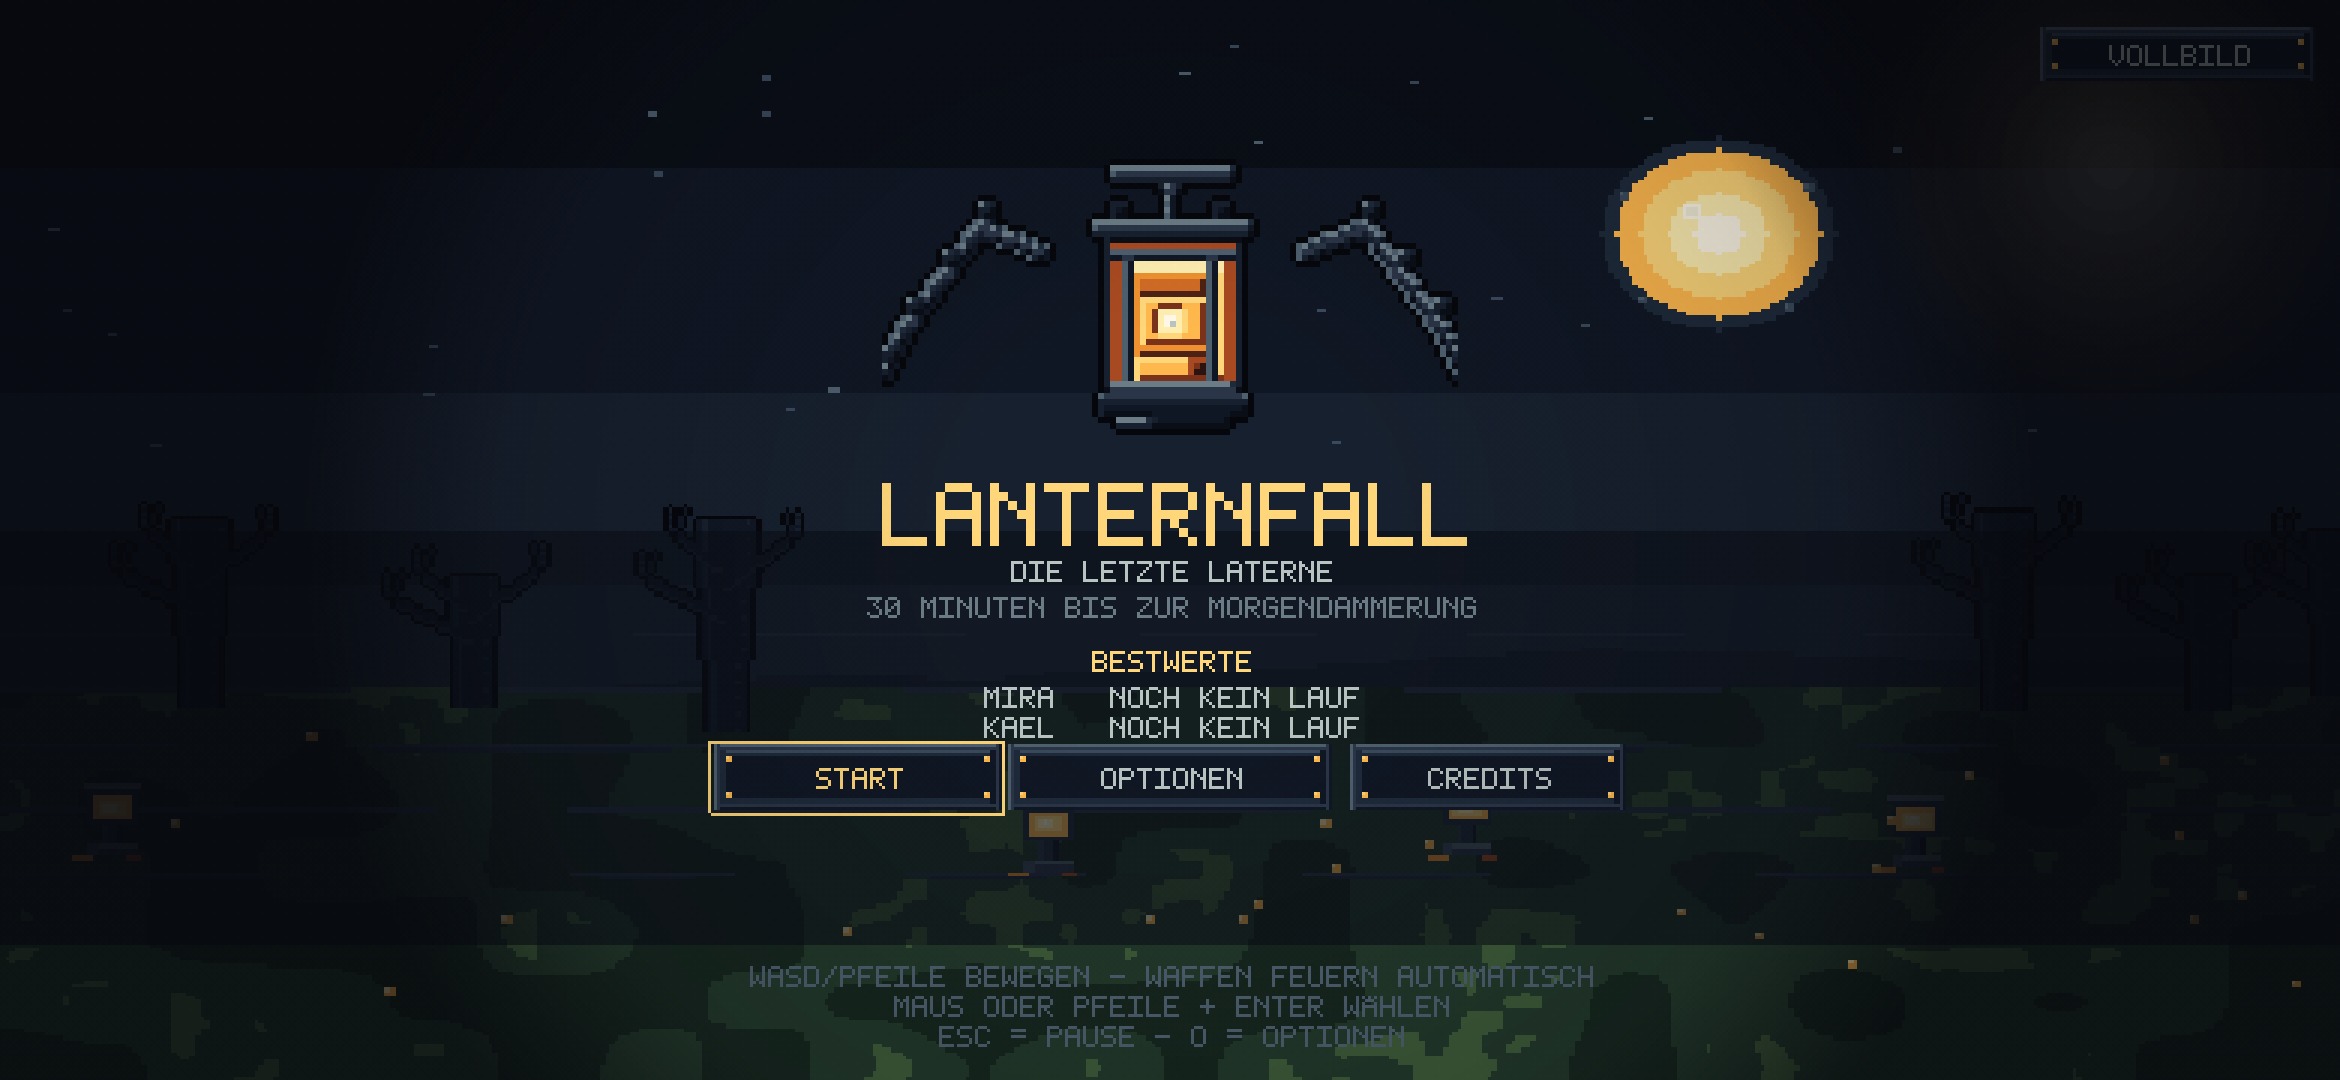 VOLLBILD
LANTERNFALL
DIE LETZTE LATERNE
30 MINUTEN BIS ZUR MORGENDAMMERUNG
BESTWERTE
MIRA NOCH KEIN LAUF
KAEL NOCH KEIN LAUF
START OPTIONEN CREDITS
WASD/PFEILE BEWEGEN - WAFFEN FEUERN AUTOMATISCH
MAUS ODER PFEILE + ENTER WÄHLEN
ESC = PAUSE - O = OPTIONEN